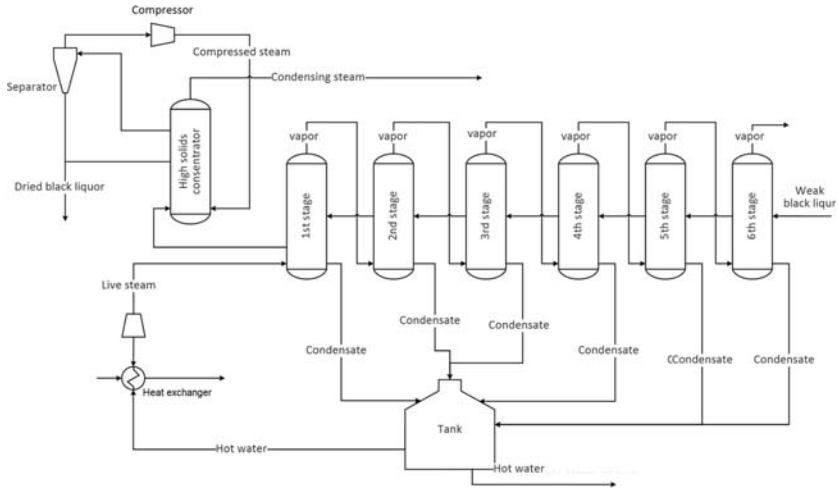 Compressor
Compressed steam
Separator
Condensing steam
High solids
consentrator
Dried black liquor
vapor
vapor
vapor
vapor
vapor
vapor
1st stage
2nd stage
3rd stage
4th stage
5th stage
6th stage
Weak
black liqur
Live steam
Condensate
Condensate
Condensate
Condensate
CCondensate
Condensate
Heat exchanger
Tank
Hot water
Hot water